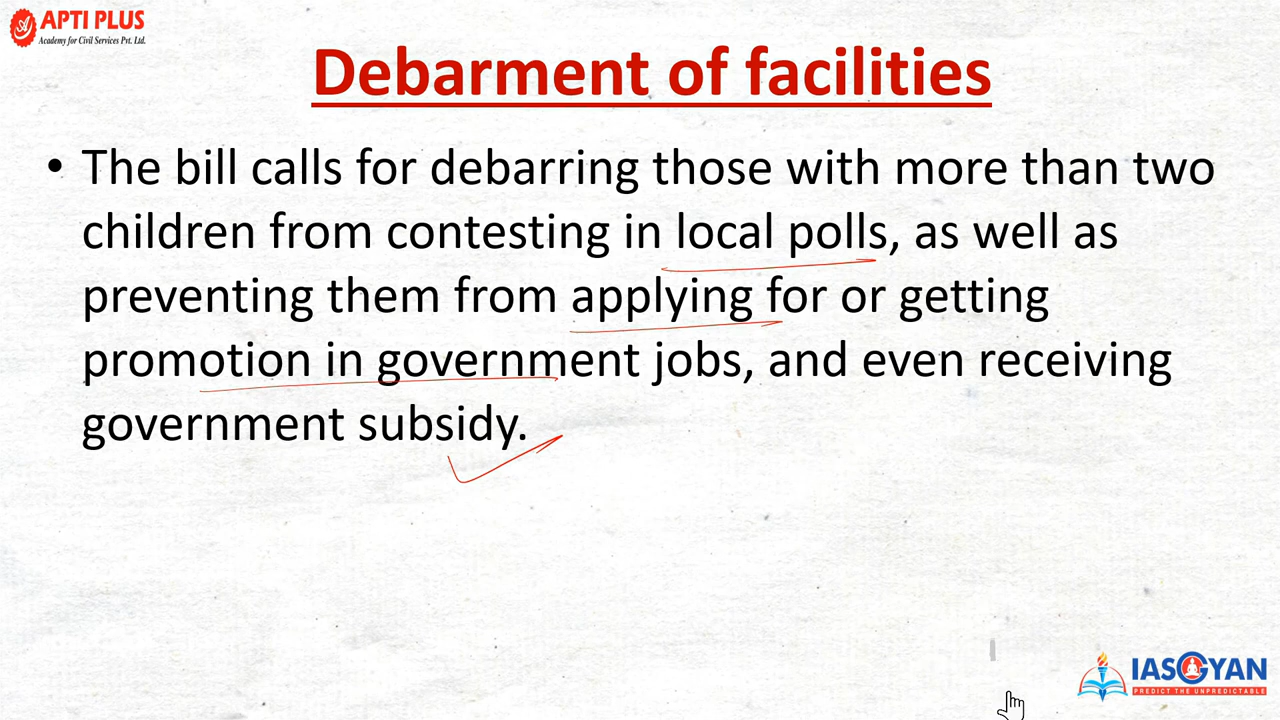 APTI PLUS
Academy for Civil Services Pvt. Ltd.
Debarment of facilities
• The bill calls for debarring those with more than two
children from contesting in local polls, as well as
preventing them from applying for or getting
promotion in government jobs, and even receiving
government subsidy.
IASGYAN
PREDICT THE UNPREDICTABLE